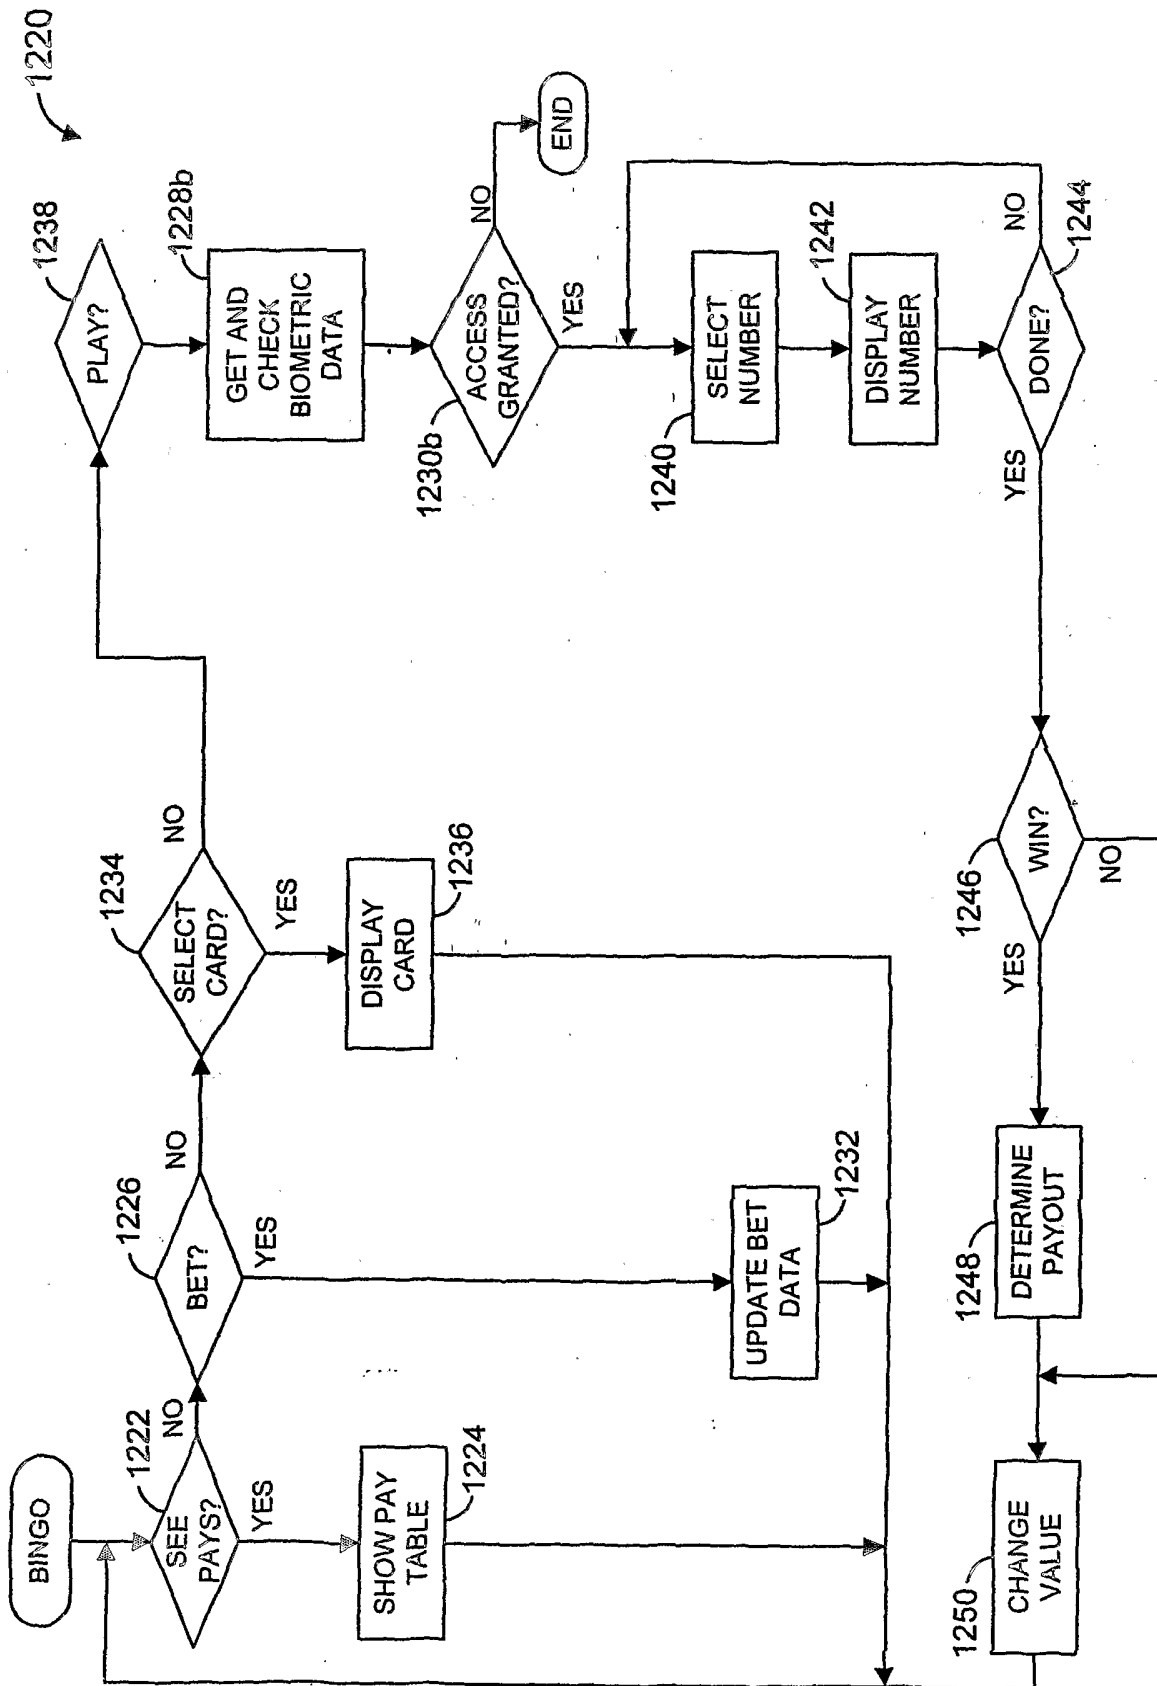 1220
BINGO
SEE
PAYS?
1222
NO
YES
SHOW PAY
TABLE
1224
BET?
1226
NO
YES
UPDATE BET
DATA
1232
SELECT
CARD?
1234
NO
YES
DISPLAY
CARD
1236
PLAY?
1238
GET AND
CHECK
BIOMETRIC
DATA
1228b
ACCESS
GRANTED?
1230b
NO
END
YES
SELECT
NUMBER
1240
DISPLAY
NUMBER
1242
DONE?
1244
NO
YES
WIN?
1246
NO
YES
DETERMINE
PAYOUT
1248
CHANGE
VALUE
1250